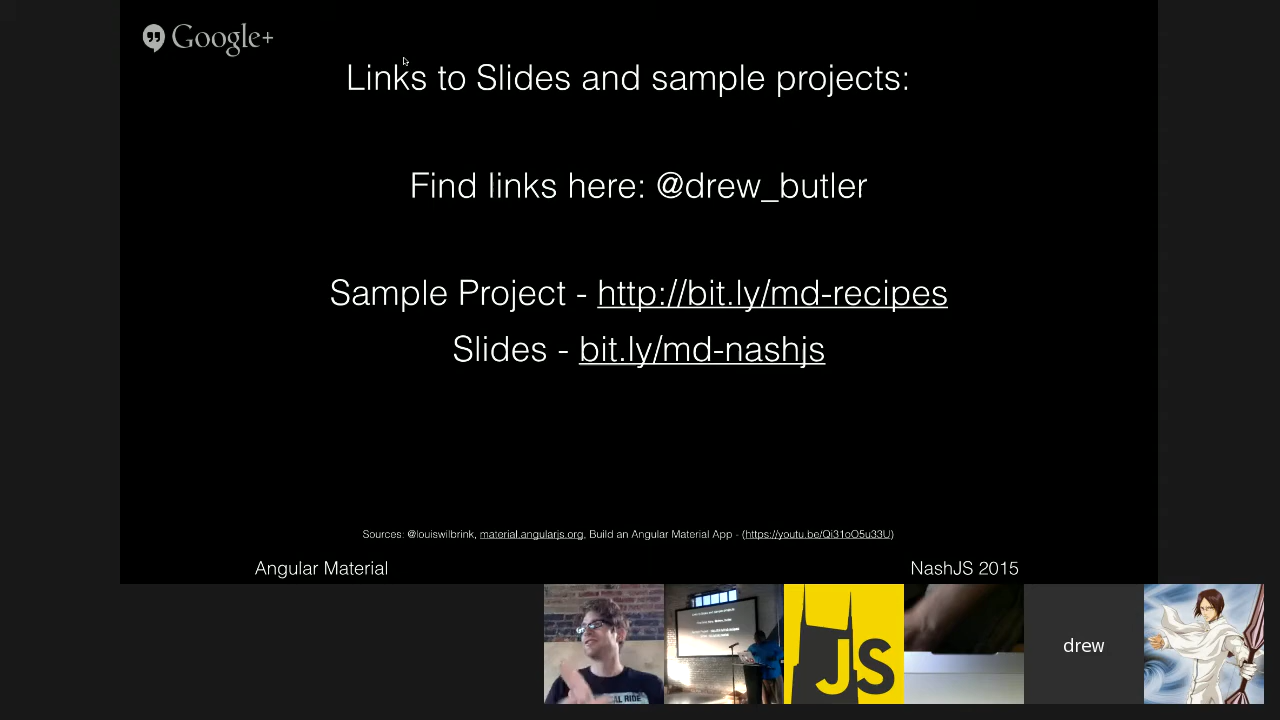 Google+
Links to Slides and sample projects:
Find links here: @drew_butler
Sample Project - http://bit.ly/md-recipes
Slides - bit.ly/md-nashjs
Sources: @louiswilbrink, material.angularjs.org, Build an Angular Material App - (https://youtu.be/Qi31oO5u33U)
Angular Material
NashJS 2015
AL RIDE
JS
drew